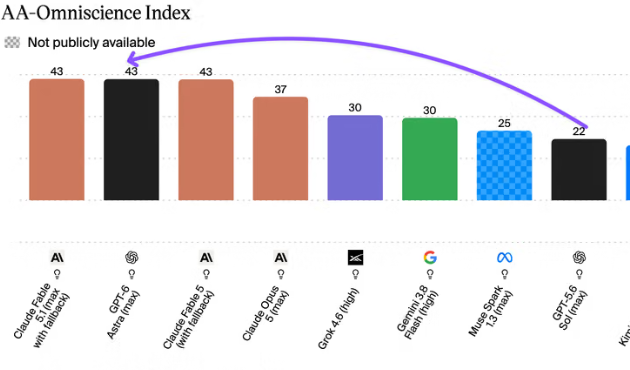 AA-Omniscience Index
Not publicly available
43
43
43
37
30
30
25
22
Claude Fable
5.1 (max
with fallback)
GPT-6
Astra (max)
Claude Fable 5
(with fallback)
Claude Opus
5 (max)
Grok 4.6 (high)
Gemini 3.8
Flash (high)
Muse Spark
1.3 (max)
GPT-5.6
Sol (max)